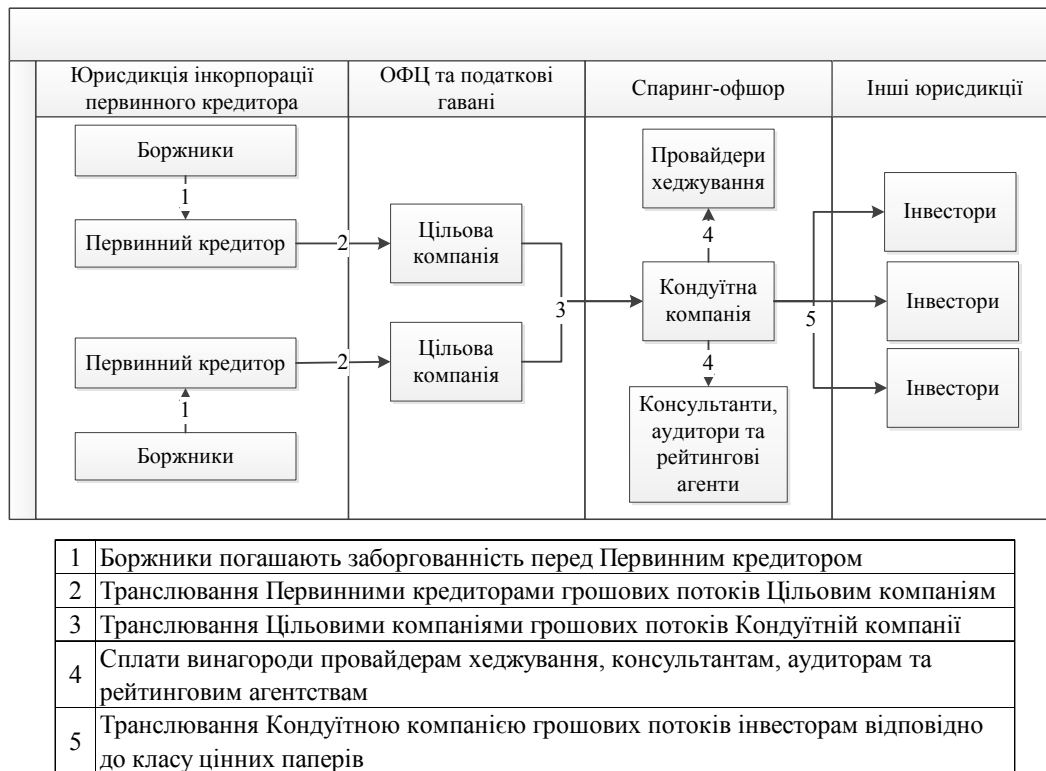 Юрисдикція інкорпорації
первинного кредитора
ОФЦ та податкові
гавані
Спаринг-офшор
Інші юрисдикції
Боржники
1
Первинний кредитор
2
Цільова
компанія
Первинний кредитор
2
Цільова
компанія
1
Боржники
3
Провайдери
хеджування
4
Кондуїтна
компанія
4
Консультанти,
аудитори та
рейтингові
агенти
5
Інвестори
Інвестори
Інвестори
1 Боржники погашають заборгованність перед Первинним кредитором
2 Транслювання Первинними кредиторами грошових потоків Цільовим компаніям
3 Транслювання Цільовими компаніями грошових потоків Кондуїтній компанії
4 Сплати винагороди провайдерам хеджування, консультантам, аудиторам та
рейтинговим агентствам
5 Транслювання Кондуїтною компанією грошових потоків інвесторам відповідно
до класу цінних паперів